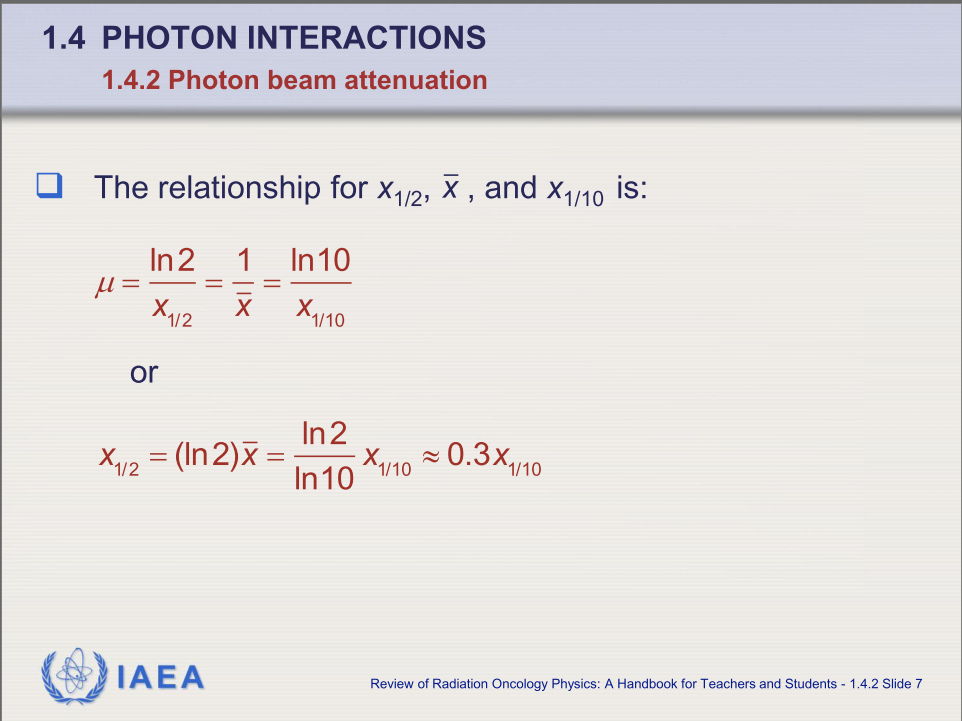 1.4 PHOTON INTERACTIONS
1.4.2 Photon beam attenuation
❑ The relationship for x1/2, x̅ , and x1/10 is:
μ = ln2/x1/2 = 1/x̅ = ln10/x1/10
or
x1/2 = (ln2)x̅ = ln2/ln10 x1/10 ≈ 0.3x1/10
IAEA
Review of Radiation Oncology Physics: A Handbook for Teachers and Students - 1.4.2 Slide 7